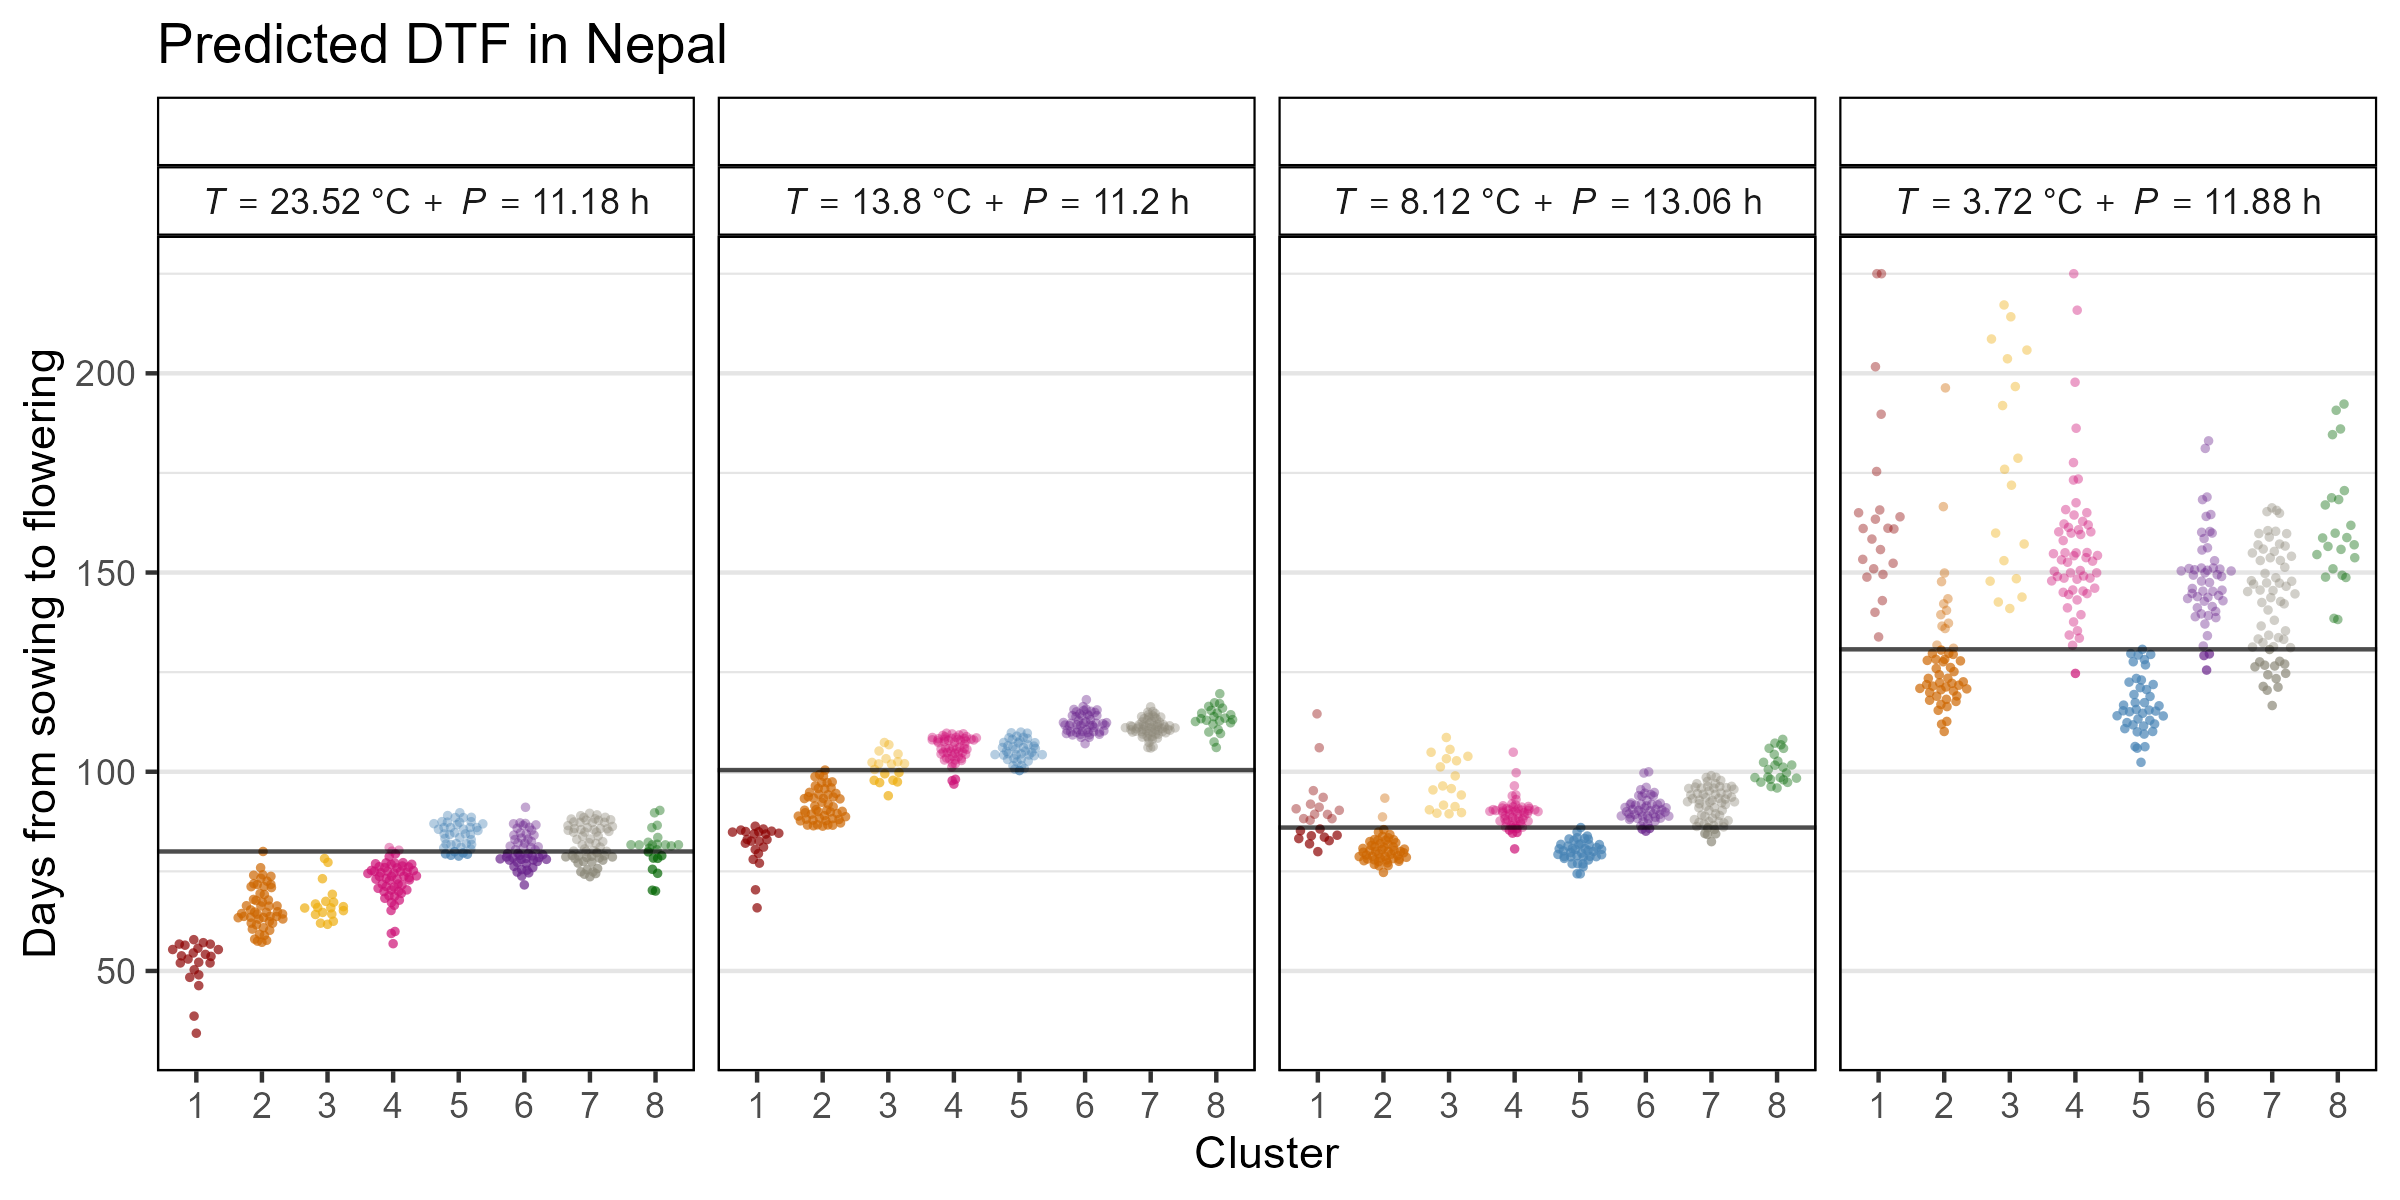 Predicted DTF in Nepal
T = 23.52 °C + P = 11.18 h
T = 13.8 °C + P = 11.2 h
T = 8.12 °C + P = 13.06 h
T = 3.72 °C + P = 11.88 h
Days from sowing to flowering
200
150
100
50
1 2 3 4 5 6 7 8
1 2 3 4 5 6 7 8
1 2 3 4 5 6 7 8
1 2 3 4 5 6 7 8
Cluster